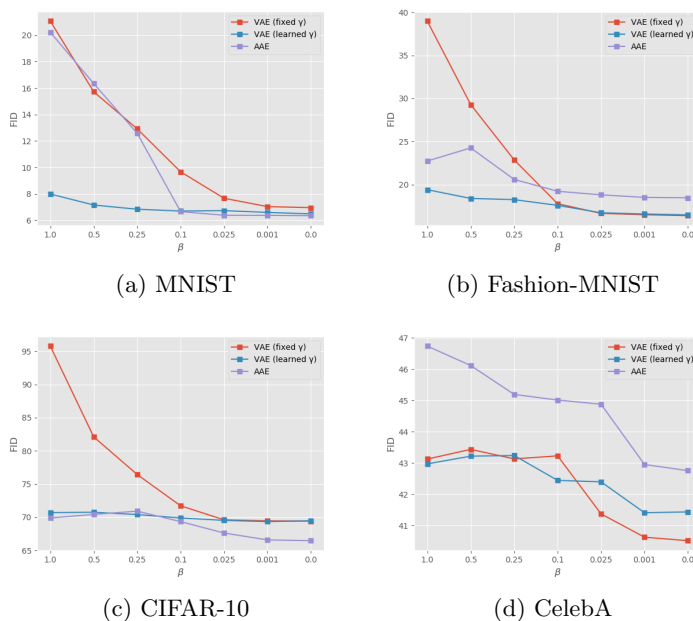 VAE (fixed γ)
VAE (learned γ)
AAE
FID
20
18
16
14
12
10
8
6
1.0 0.5 0.25 0.1 0.025 0.001 0.0
β
(a) MNIST
VAE (fixed γ)
VAE (learned γ)
AAE
FID
40
35
30
25
20
1.0 0.5 0.25 0.1 0.025 0.001 0.0
β
(b) Fashion-MNIST
VAE (fixed γ)
VAE (learned γ)
AAE
FID
95
90
85
80
75
70
65
1.0 0.5 0.25 0.1 0.025 0.001 0.0
β
(c) CIFAR-10
VAE (fixed γ)
VAE (learned γ)
AAE
FID
47
46
45
44
43
42
41
1.0 0.5 0.25 0.1 0.025 0.001 0.0
β
(d) CelebA